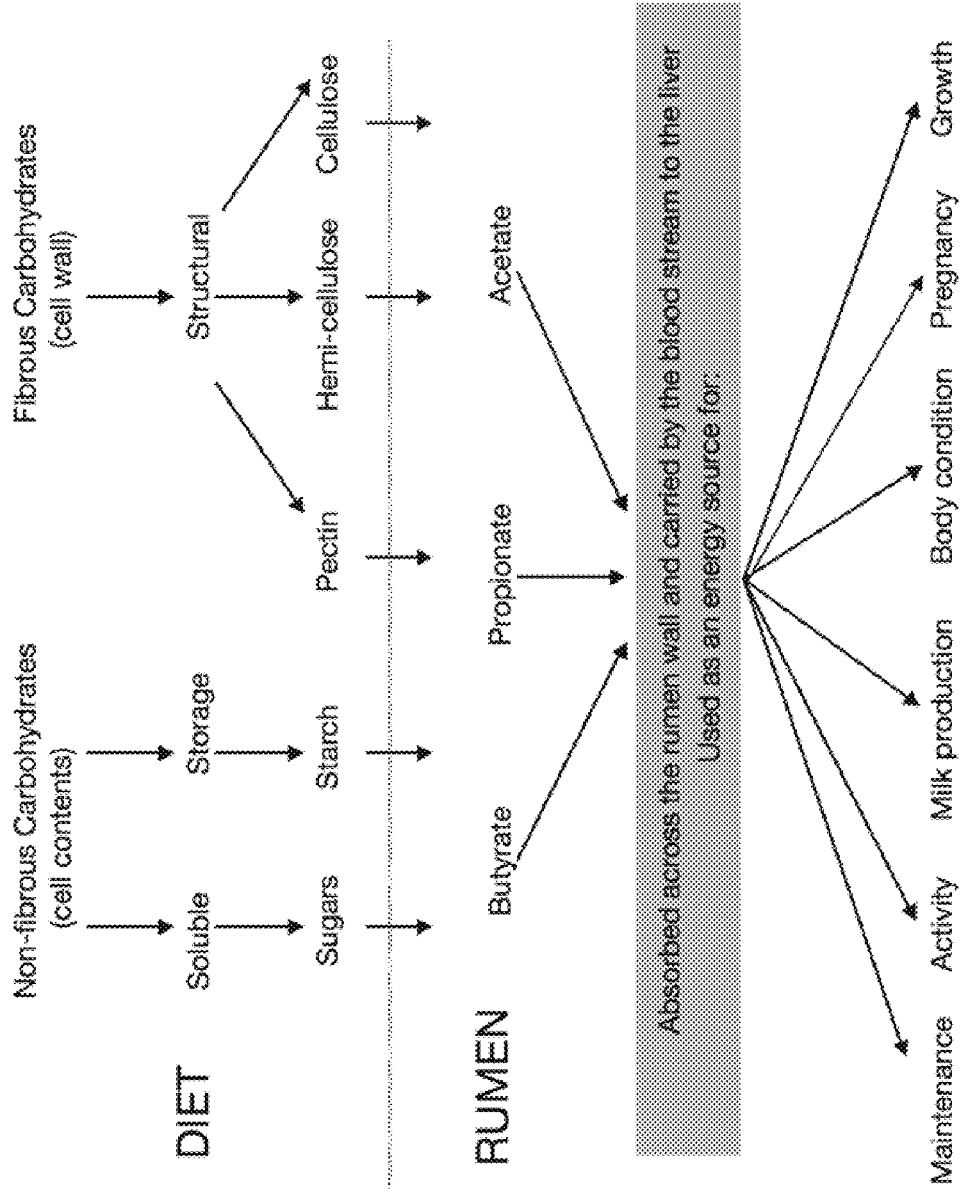 Non-fibrous Carbohydrates
(cell contents)
Fibrous Carbohydrates
(cell wall)
DIET
Soluble
Storage
Structural
Sugars
Starch
Pectin
Hemi-cellulose
Cellulose
RUMEN
Butyrate
Propionate
Acetate
Absorbed across the rumen wall and carried by the blood stream to the liver
Used as an energy source for:
Maintenance
Activity
Milk production
Body condition
Pregnancy
Growth